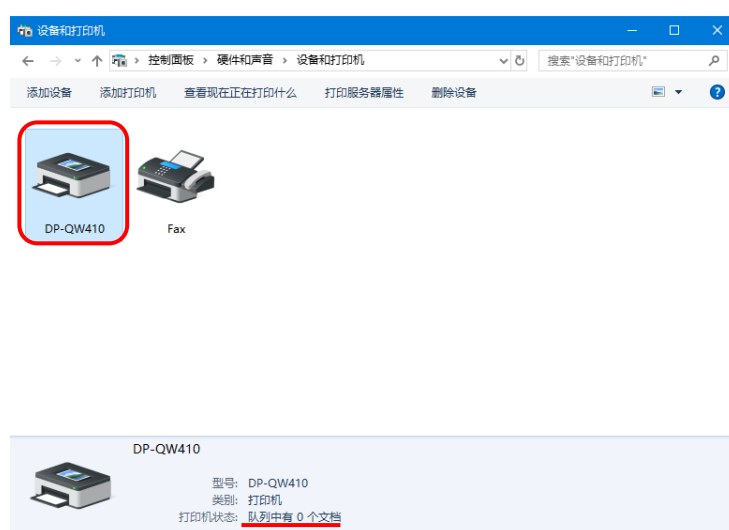 设备和打印机
控制面板 › 硬件和声音 › 设备和打印机
搜索"设备和打印机"
添加设备 添加打印机 查看现在正在打印什么 打印服务器属性 删除设备
DP-QW410 Fax
DP-QW410
型号: DP-QW410
类别: 打印机
打印机状态: 队列中有 0 个文档